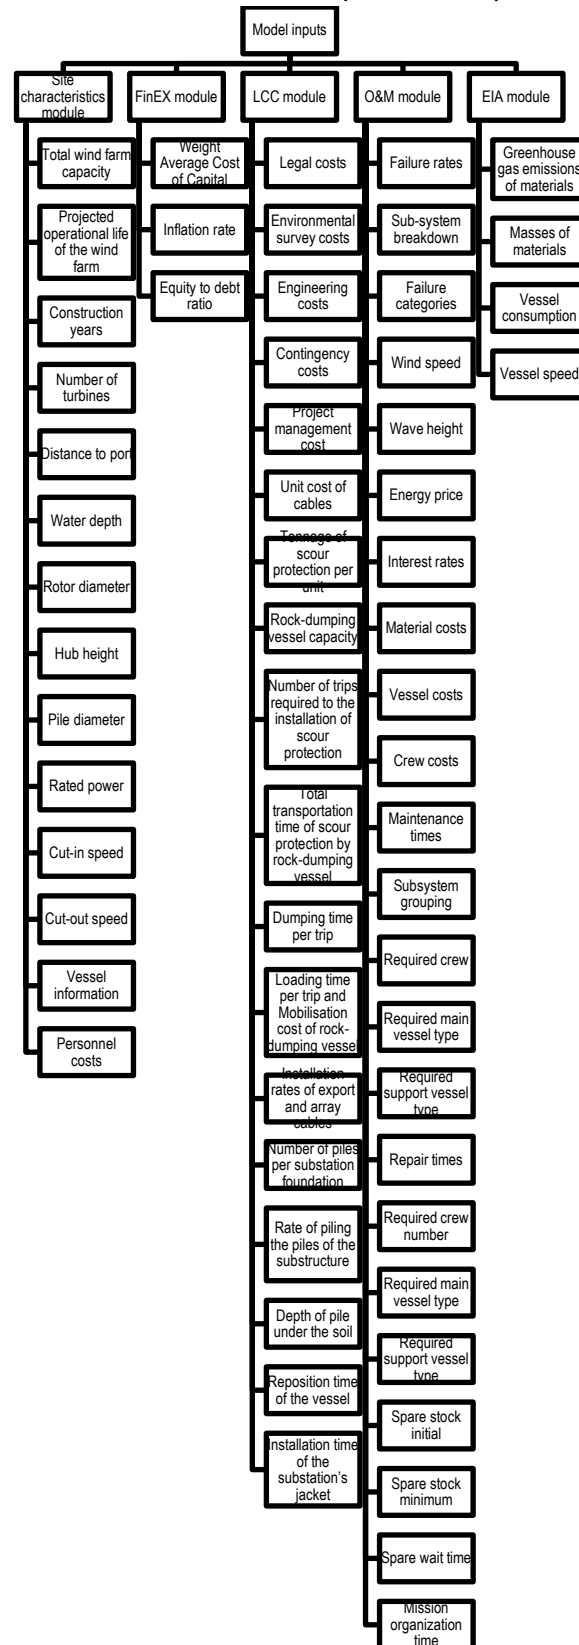 Model inputs
Site
characteristics
module
FinEX module
LCC module
O&M module
EIA module
Total wind farm
capacity
Projected
operational life
of the wind
farm
Construction
years
Number of
turbines
Distance to port
Water depth
Rotor diameter
Hub height
Pile diameter
Rated power
Cut-in speed
Cut-out speed
Vessel
information
Personnel
costs
Weight
Average Cost
of Capital
Inflation rate
Equity to debt
ratio
Legal costs
Environmental
survey costs
Engineering
costs
Contingency
costs
Project
management
cost
Unit cost of
cables
Tonnage of
scour
protection per
unit
Rock-dumping
vessel capacity
Number of trips
required to the
installation of
scour
protection
Total
transportation
time of scour
protection by
rock-dumping
vessel
Dumping time
per trip
Loading time
per trip and
Mobilisation
cost of rock-
dumping vessel
Installation
rates of export
and array
cables
Number of piles
per substation
foundation
Rate of piling
the piles of the
substructure
Depth of pile
under the soil
Reposition time
of the vessel
Installation time
of the
substation's
jacket
Failure rates
Sub-system
breakdown
Failure
categories
Wind speed
Wave height
Energy price
Interest rates
Material costs
Vessel costs
Crew costs
Maintenance
times
Subsystem
grouping
Required crew
Required main
vessel type
Required
support vessel
type
Repair times
Required crew
number
Required main
vessel type
Required
support vessel
type
Spare stock
initial
Spare stock
minimum
Spare wait time
Mission
organization
time
Greenhouse
gas emissions
of materials
Masses of
materials
Vessel
consumption
Vessel speed